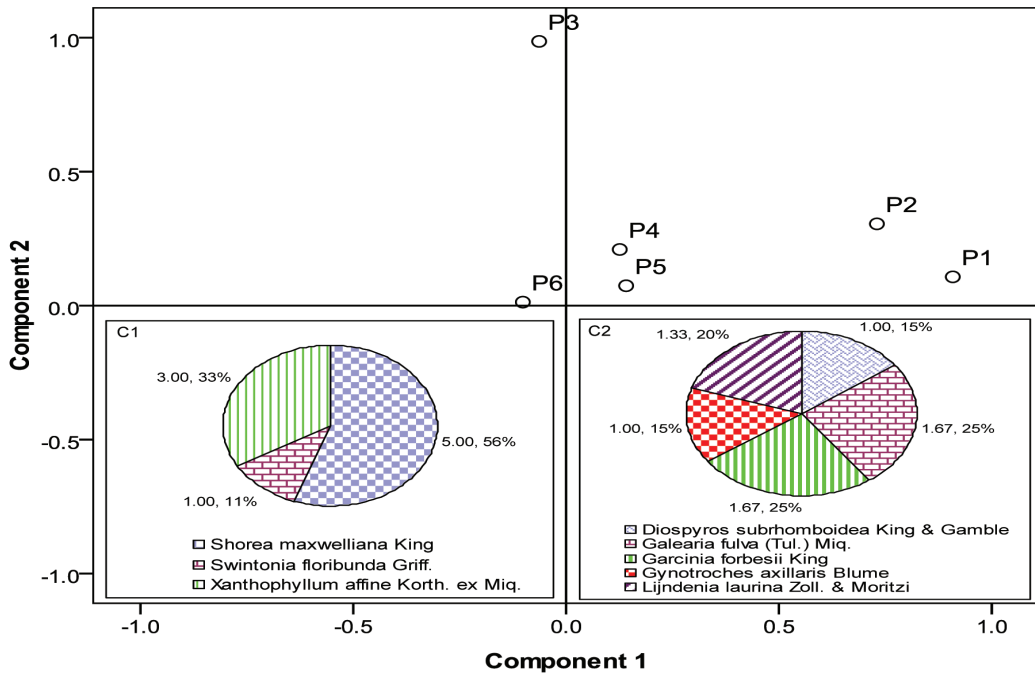 1.0
0.5
0.0
-0.5
-1.0
Component 2
P3
P2
P4
P5
P1
P6
C1
3.00, 33%
5.00, 56%
1.00, 11%
Shorea maxwelliana King
Swintonia floribunda Griff.
Xanthophyllum affine Korth. ex Miq.
C2
1.33, 20%
1.00, 15%
1.00, 15%
1.67, 25%
1.67, 25%
Diospyros subrhomboidea King & Gamble
Galearia fulva (Tul.) Miq.
Garcinia forbesii King
Gynotroches axillaris Blume
Lijndenia laurina Zoll. & Moritzi
-1.0
-0.5
0.0
0.5
1.0
Component 1